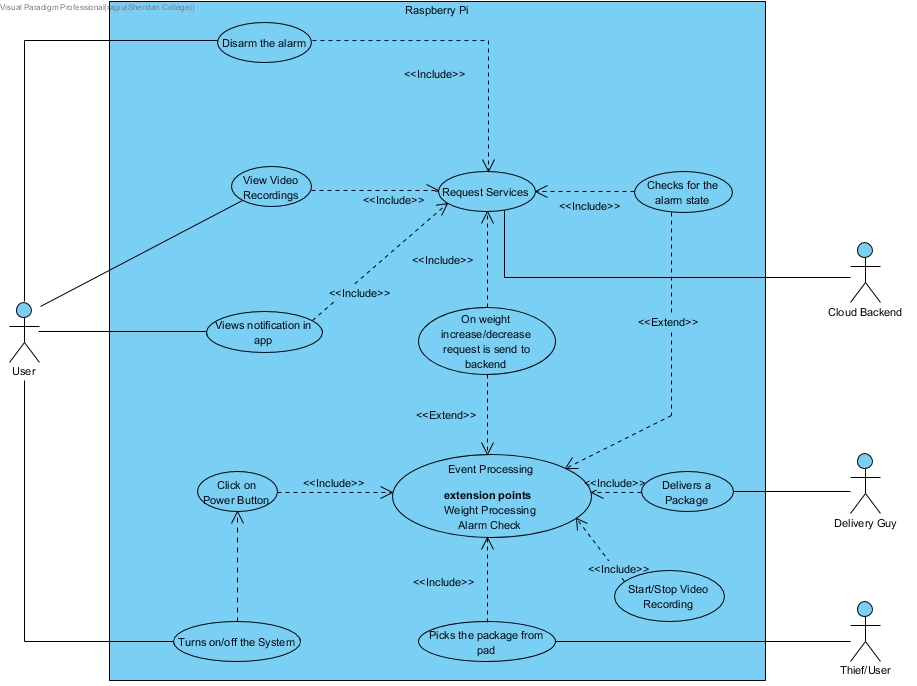 Visual Paradigm Professional(rajpu(Sheridan College))
Raspberry Pi
Disarm the alarm
<<Include>>
View Video
Recordings
<<Include>>
Request Services
<<Include>>
Checks for the
alarm state
<<Include>>
<<Include>>
Cloud Backend
Views notification in
app
On weight
increase/decrease
request is send to
backend
<<Extend>>
User
<<Extend>>
Click on
Power Button
<<Include>>
Event Processing
extension points
Weight Processing
Alarm Check
<<Include>>
Delivers a
Package
Delivery Guy
<<Include>>
<<Include>>
Start/Stop Video
Recording
Turns on/off the System
Picks the package from
pad
Thief/User